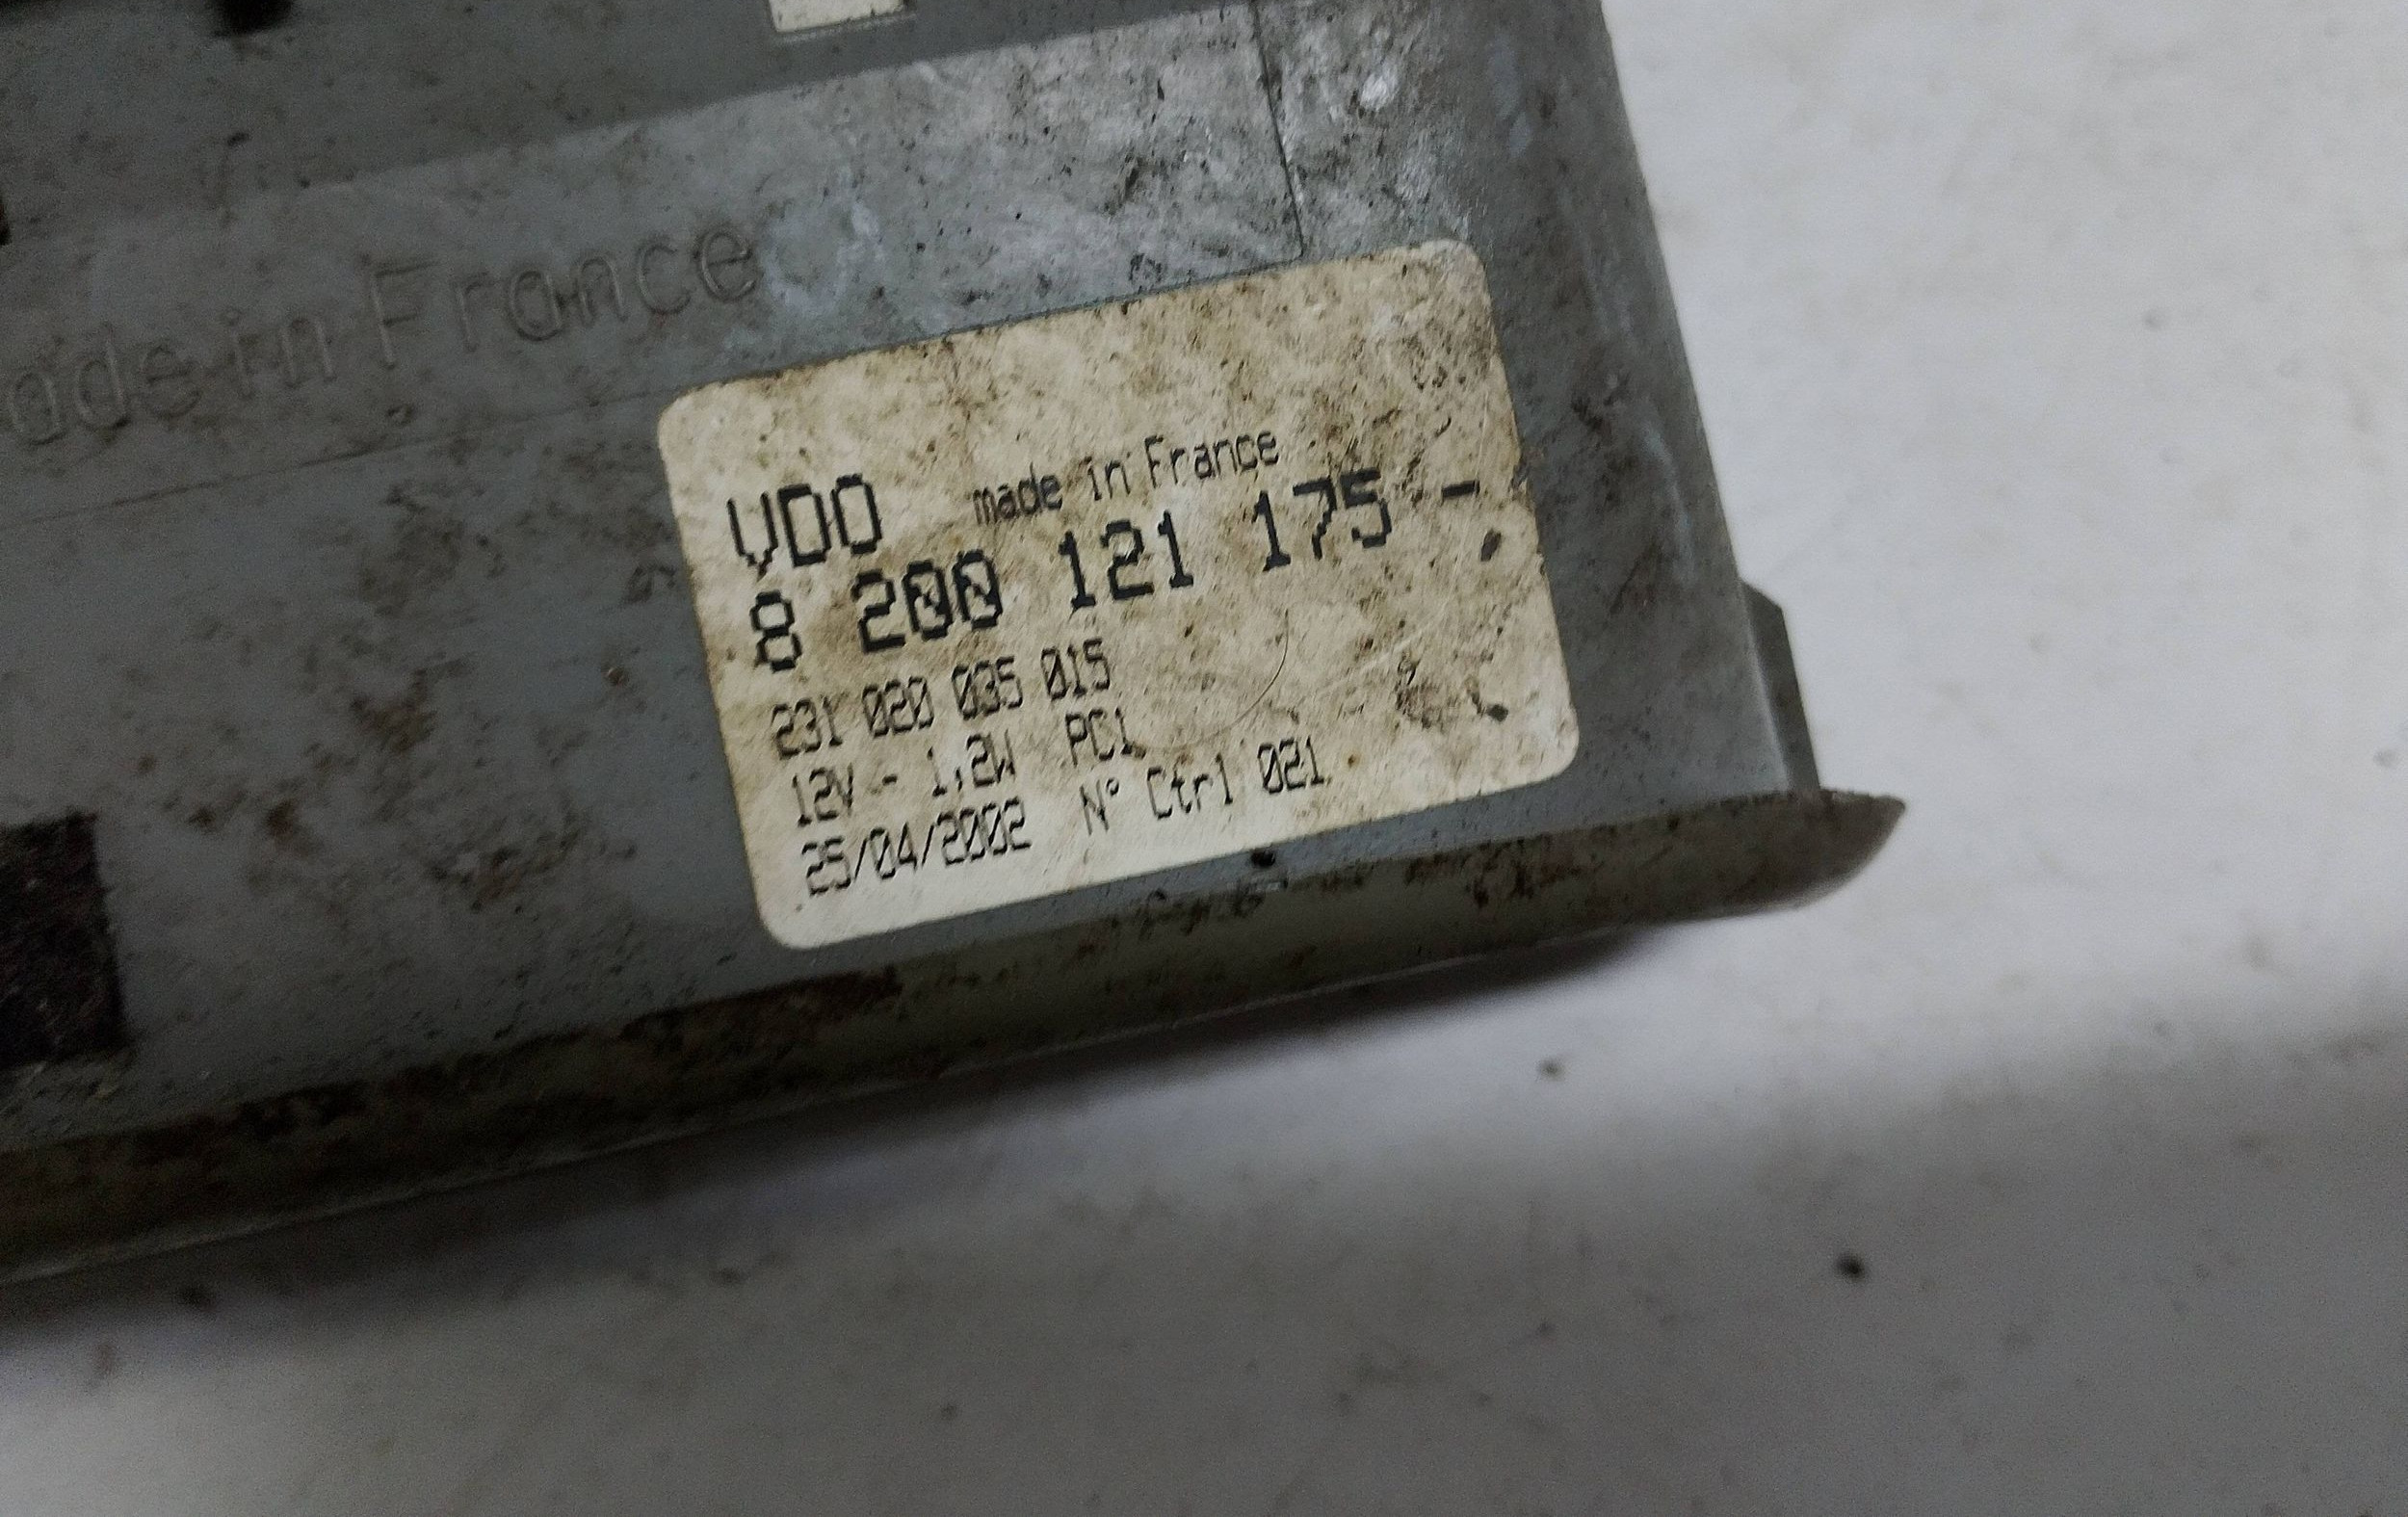 ade in France
VDO made in France
8 200 121 175 -
231 020 035 015
12V - 1,2W PC1
25/04/2002 N° Ctrl 021